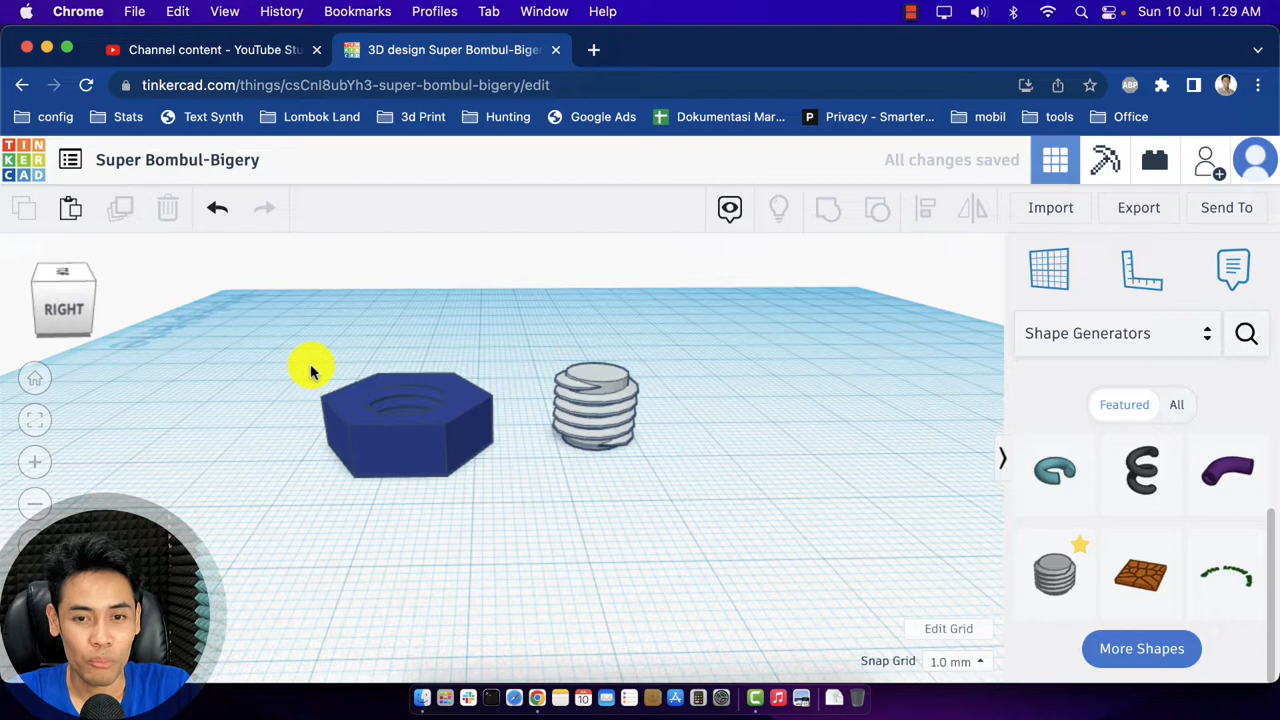 Chrome File Edit View History Bookmarks Profiles Tab Window Help Sun 10 Jul 1.29 AM
Channel content - YouTube Stu 3D design Super Bombul-Biger
tinkercad.com/things/csCnI8ubYh3-super-bombul-bigery/edit
config Stats Text Synth Lombok Land 3d Print Hunting Google Ads Dokumentasi Mar... Privacy - Smarter... mobil tools Office
TIN
KER
CAD
Super Bombul-Bigery All changes saved
Import Export Send To
RIGHT
Shape Generators
Featured All
More Shapes
Edit Grid
Snap Grid 1.0 mm